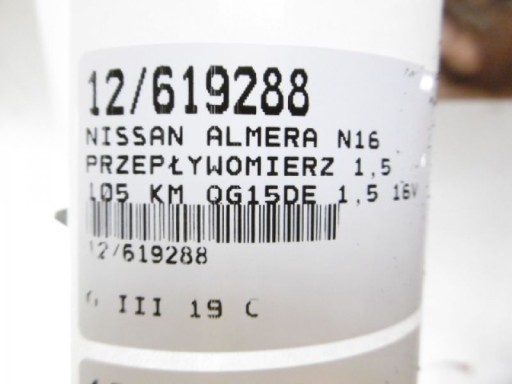 12/619288
NISSAN ALMERA N16
PRZEPŁYWOMIERZ 1,5
105 KM QG15DE 1,5 16V
12/619288
III 19 C